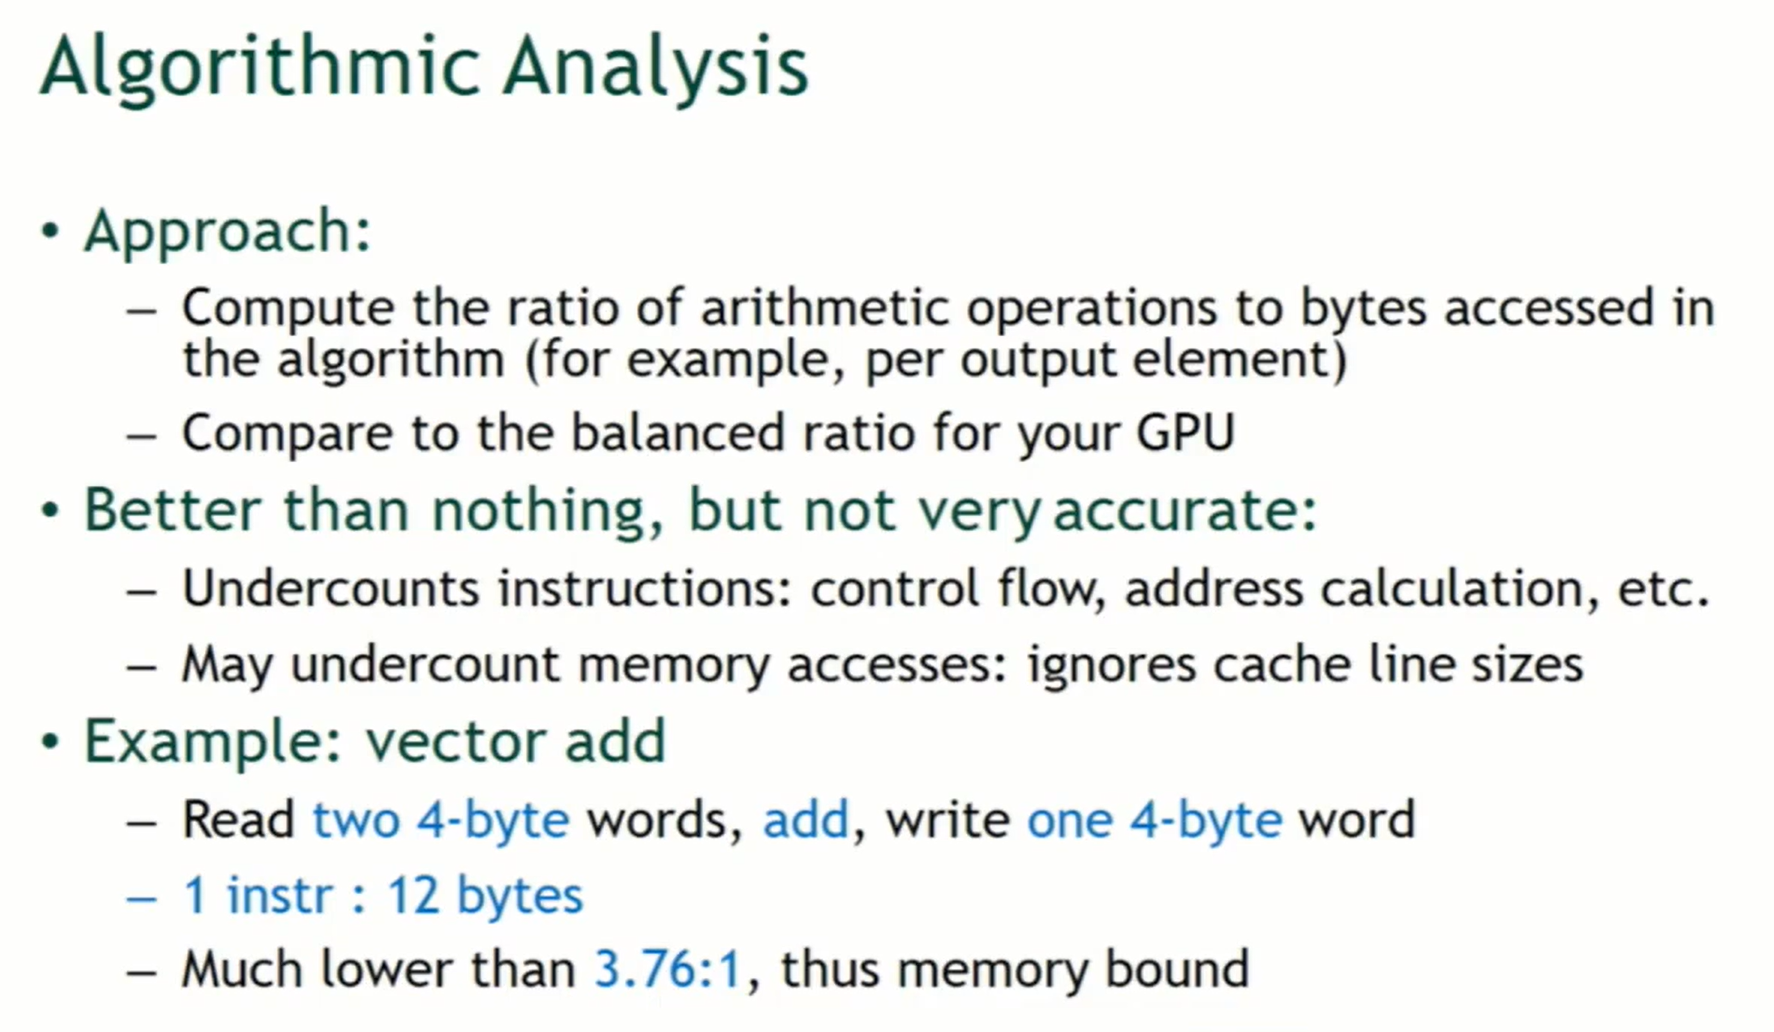 Algorithmic Analysis
• Approach:
– Compute the ratio of arithmetic operations to bytes accessed in
the algorithm (for example, per output element)
– Compare to the balanced ratio for your GPU
• Better than nothing, but not very accurate:
– Undercounts instructions: control flow, address calculation, etc.
– May undercount memory accesses: ignores cache line sizes
• Example: vector add
– Read two 4-byte words, add, write one 4-byte word
– 1 instr : 12 bytes
– Much lower than 3.76:1, thus memory bound